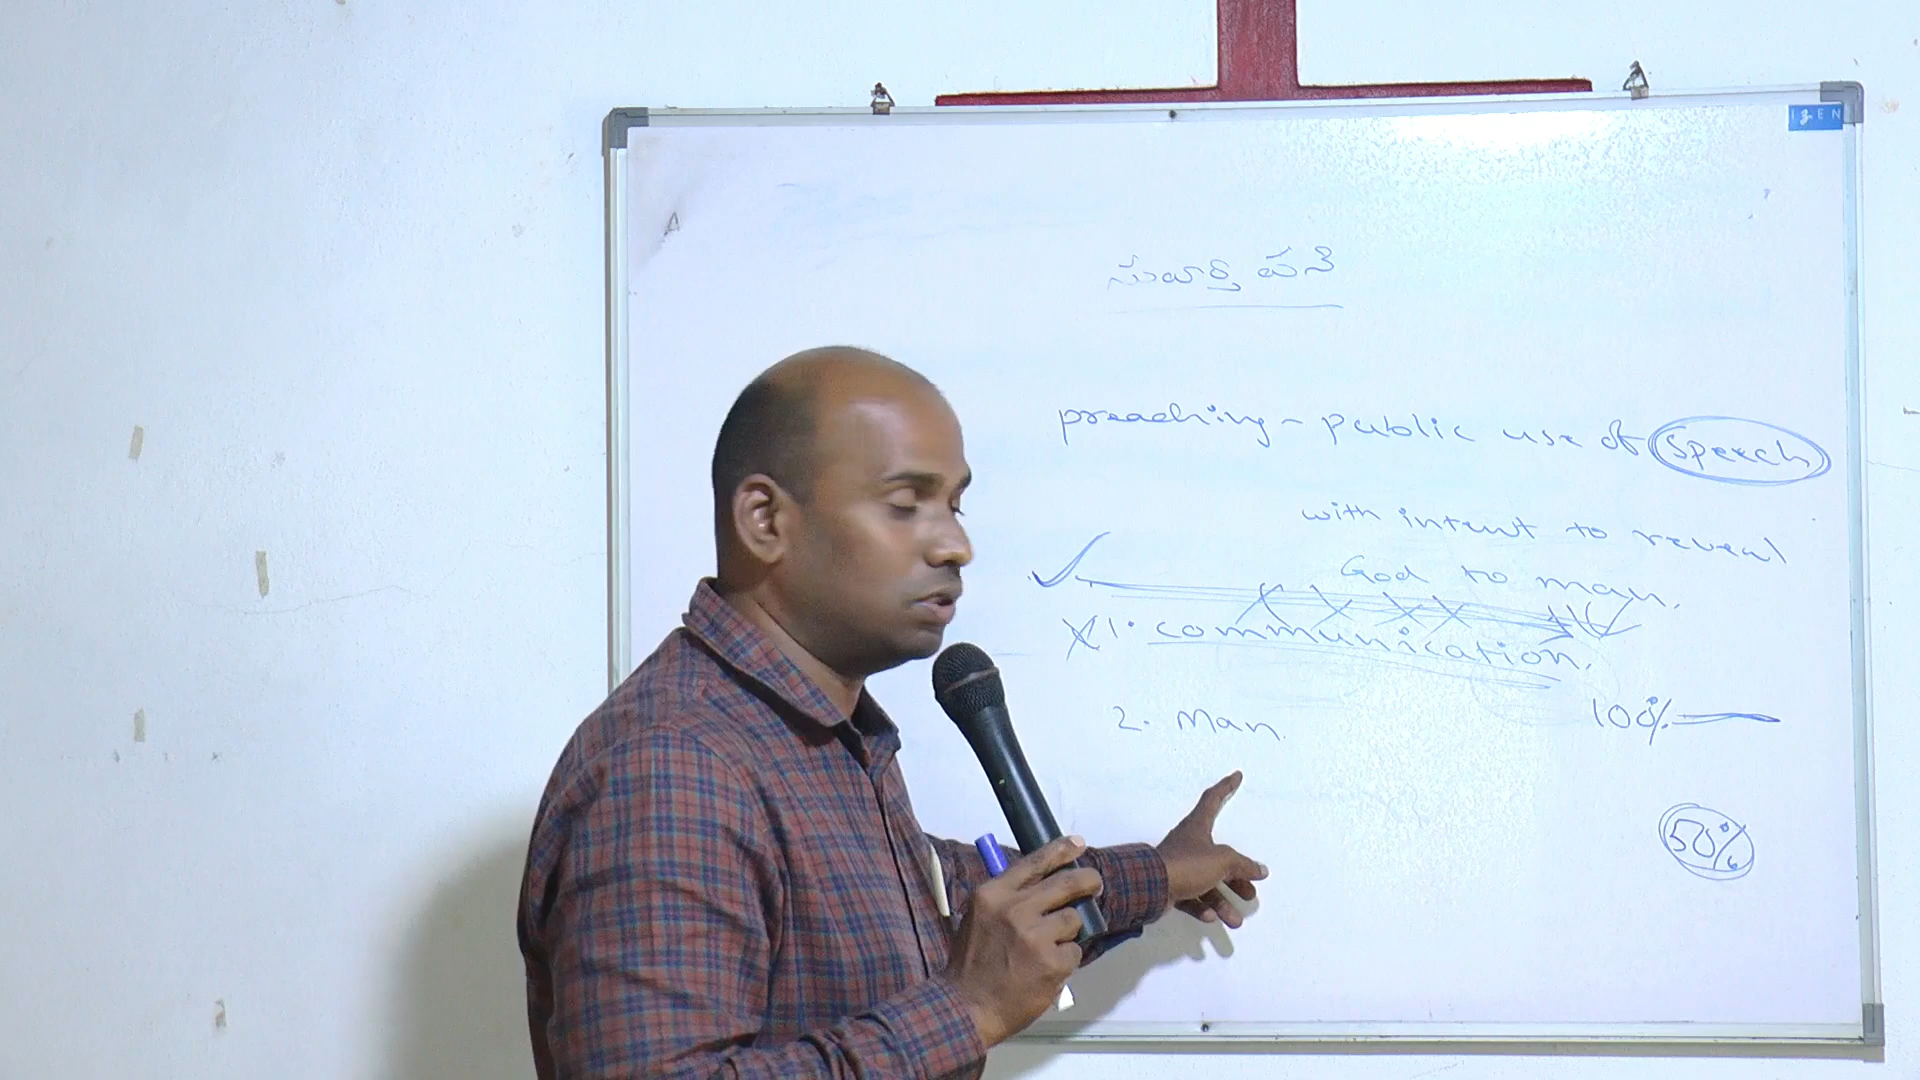 IZEN
సువార్త పని
preaching - public use of speech
with intent to reveal
God to man.
1. communication.
2. Man.
100%
50%